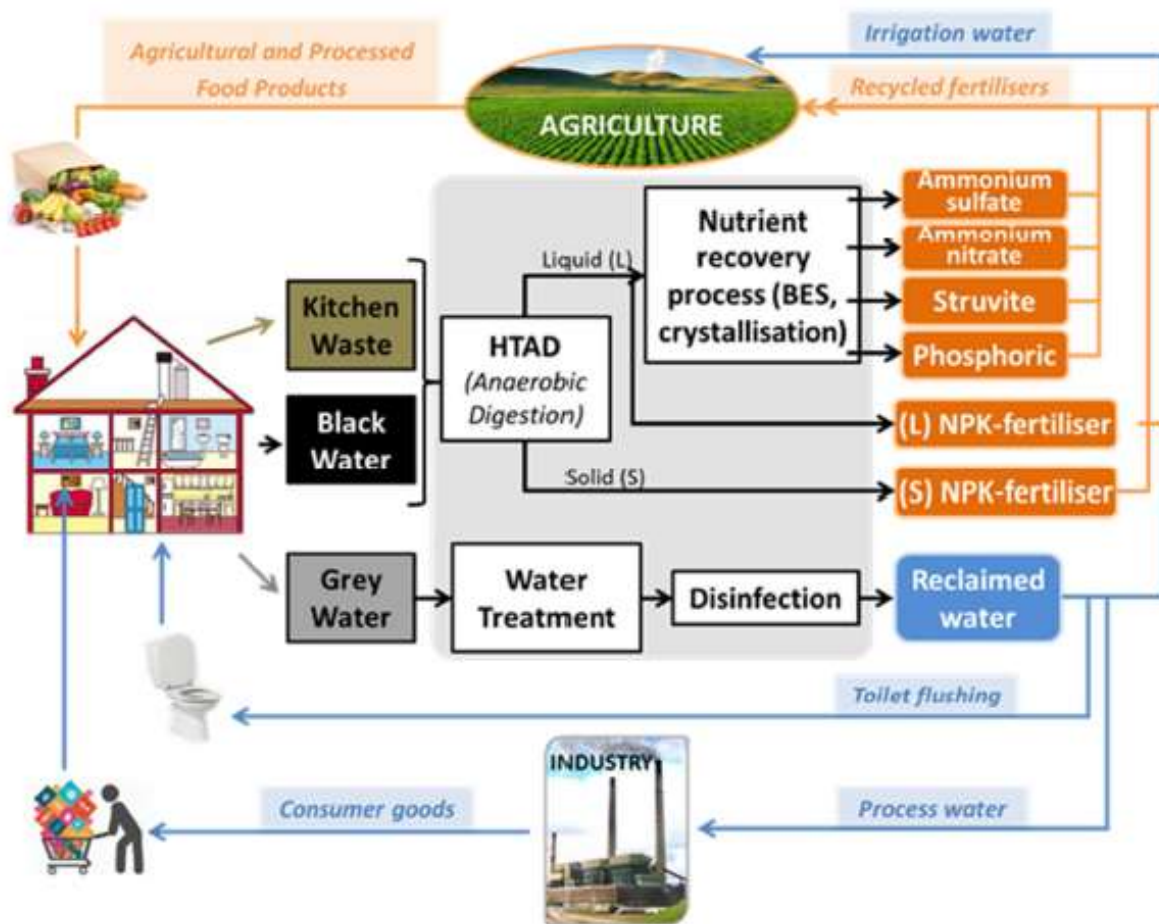 Agricultural and Processed
Food Products
Irrigation water
Recycled fertilisers
AGRICULTURE
Kitchen
Waste
Black
Water
Grey
Water
HTAD
(Anaerobic
Digestion)
Liquid (L)
Solid (S)
Nutrient
recovery
process (BES,
crystallisation)
Ammonium
sulfate
Ammonium
nitrate
Struvite
Phosphoric
(L) NPK-fertiliser
(S) NPK-fertiliser
Water
Treatment
Disinfection
Reclaimed
water
Toilet flushing
INDUSTRY
Consumer goods
Process water